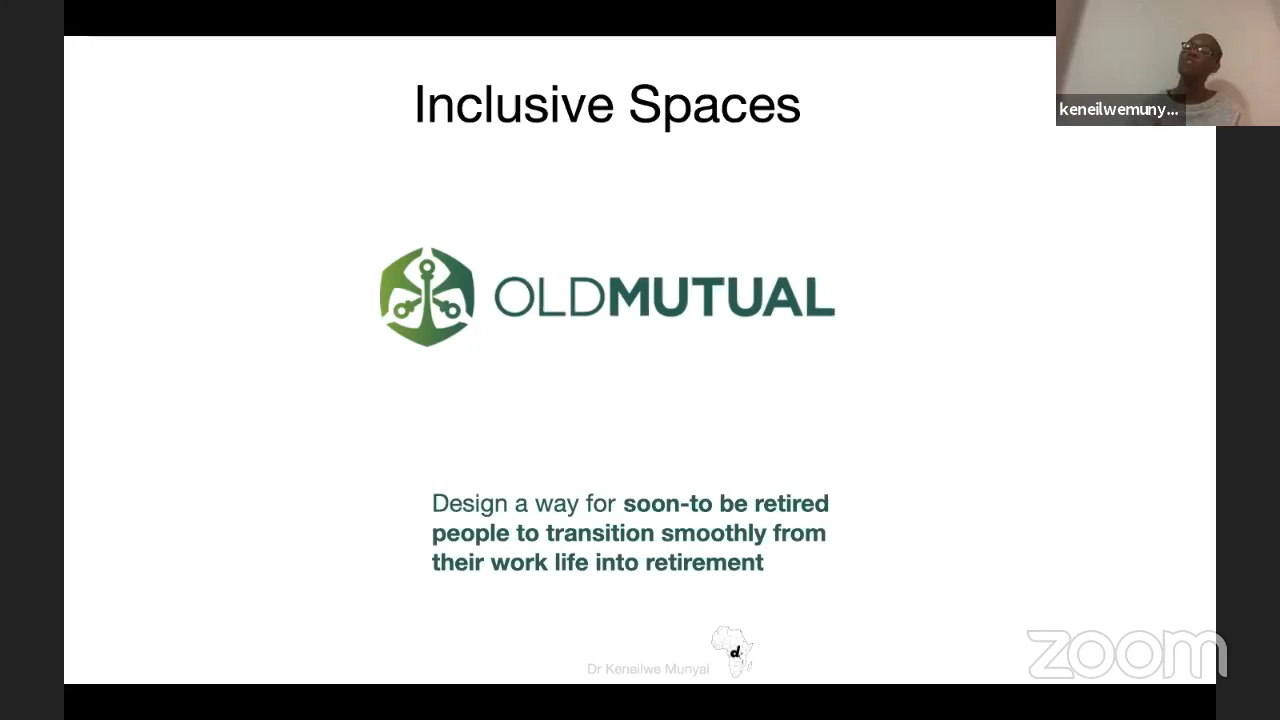 Inclusive Spaces
keneilwemuny...
OLDMUTUAL
Design a way for soon-to be retired
people to transition smoothly from
their work life into retirement
d
Dr Keneilwe Munyai
zoom